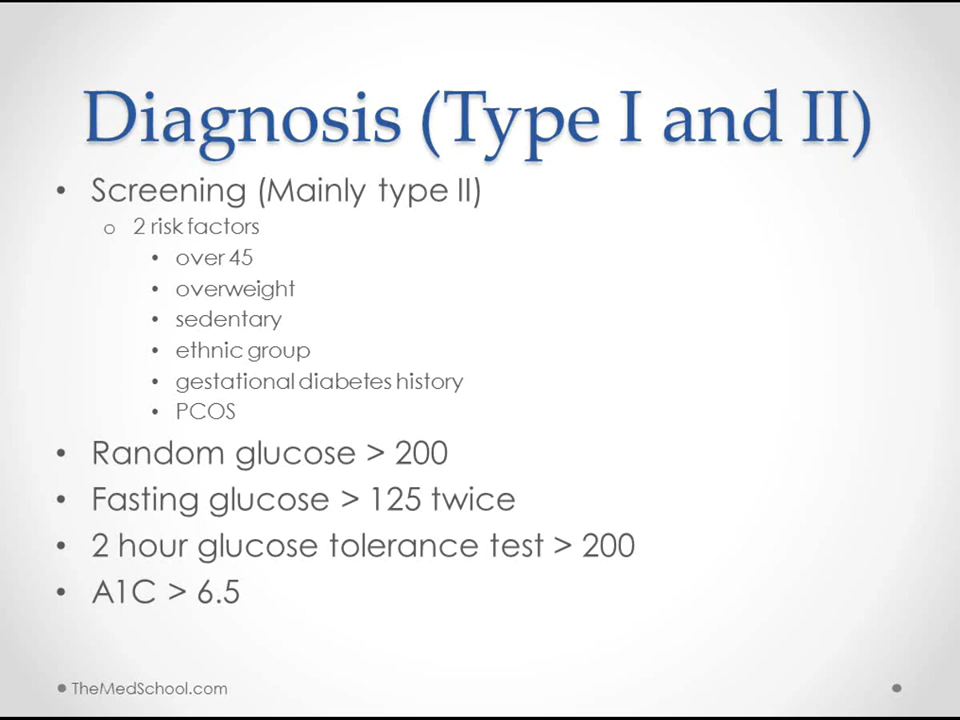 Diagnosis (Type I and II)
• Screening (Mainly type II)
o 2 risk factors
• over 45
• overweight
• sedentary
• ethnic group
• gestational diabetes history
• PCOS
• Random glucose > 200
• Fasting glucose > 125 twice
• 2 hour glucose tolerance test > 200
• A1C > 6.5
TheMedSchool.com